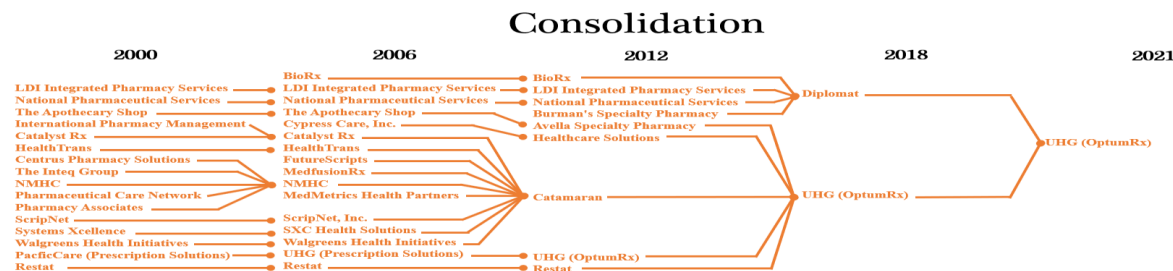 Consolidation
2000 2006 2012 2018 2021
BioRx BioRx
LDI Integrated Pharmacy Services LDI Integrated Pharmacy Services LDI Integrated Pharmacy Services Diplomat
National Pharmaceutical Services National Pharmaceutical Services National Pharmaceutical Services
The Apothecary Shop The Apothecary Shop Burman's Specialty Pharmacy
International Pharmacy Management Cypress Care, Inc. Avella Specialty Pharmacy
Catalyst Rx Catalyst Rx Healthcare Solutions
HealthTrans HealthTrans UHG (OptumRx)
Centrus Pharmacy Solutions FutureScripts
The Inteq Group MedfusionRx
NMHC NMHC
Pharmaceutical Care Network MedMetrics Health Partners Catamaran UHG (OptumRx)
Pharmacy Associates
ScripNet ScripNet, Inc.
Systems Xcellence SXC Health Solutions
Walgreens Health Initiatives Walgreens Health Initiatives
PacficCare (Prescription Solutions) UHG (Prescription Solutions) UHG (OptumRx)
Restat Restat Restat